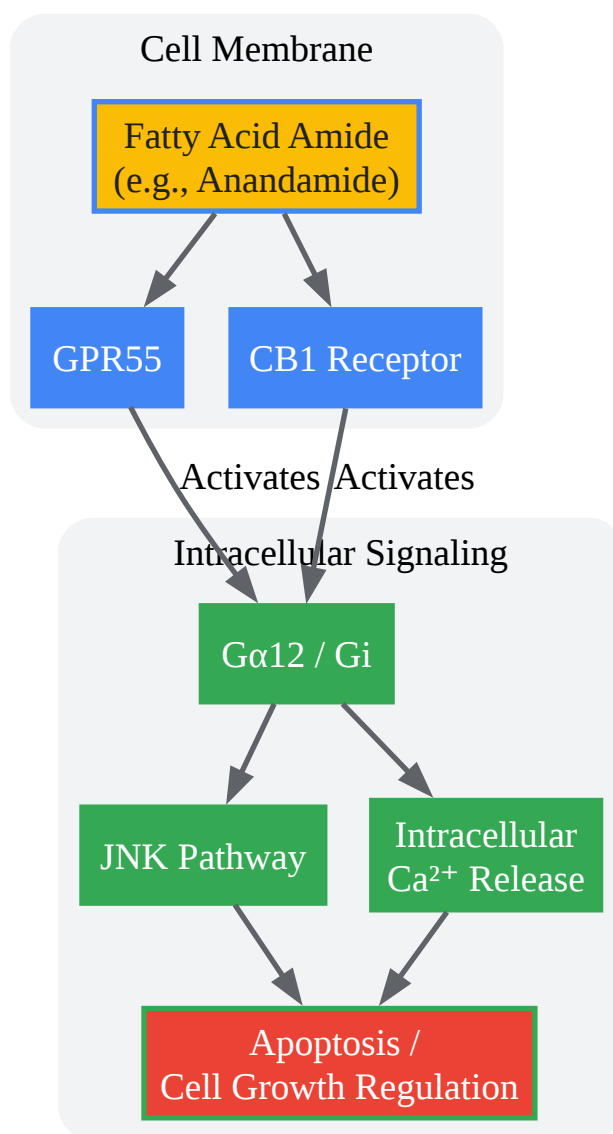 Cell Membrane
Fatty Acid Amide
(e.g., Anandamide)
GPR55
CB1 Receptor
Activates
Activates
Intracellular Signaling
Gα12 / Gi
JNK Pathway
Intracellular
Ca²⁺ Release
Apoptosis /
Cell Growth Regulation